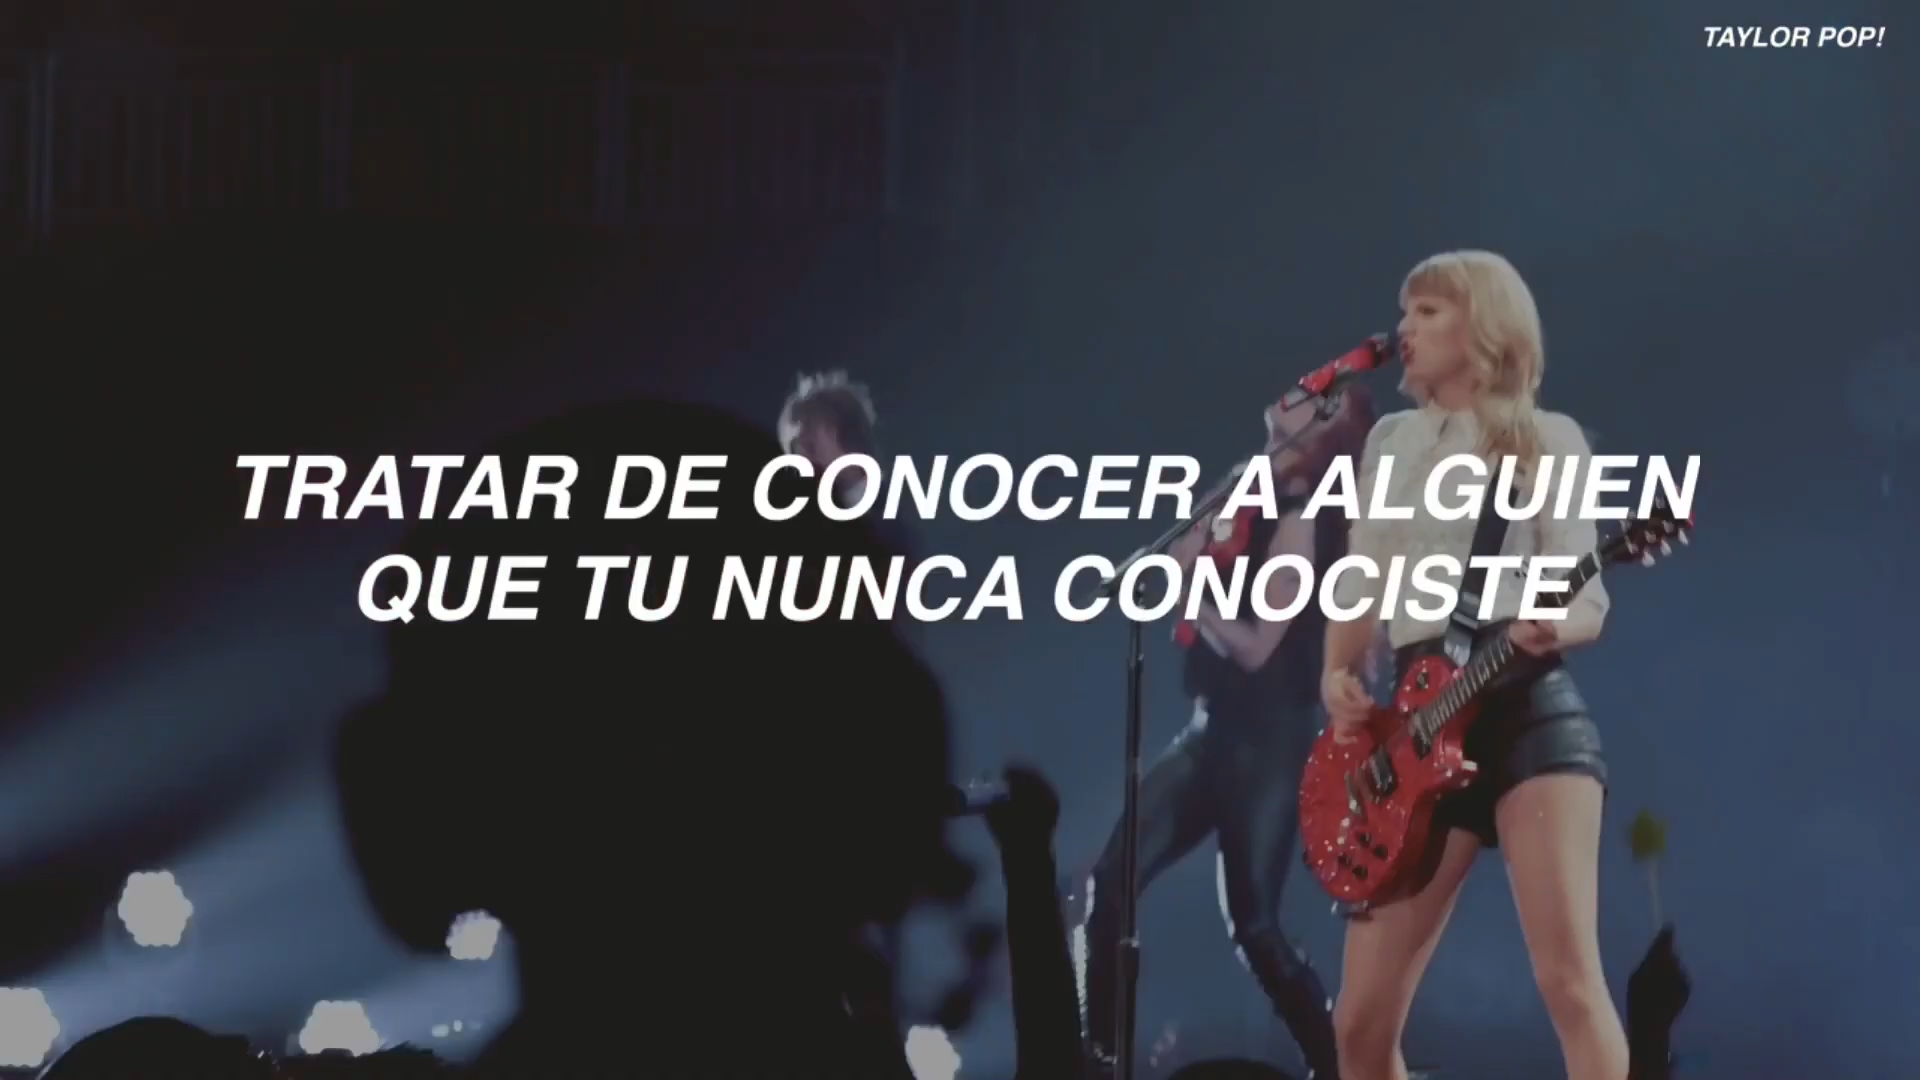 TAYLOR POP!
TRATAR DE CONOCER A ALGUIEN
QUE TU NUNCA CONOCISTE